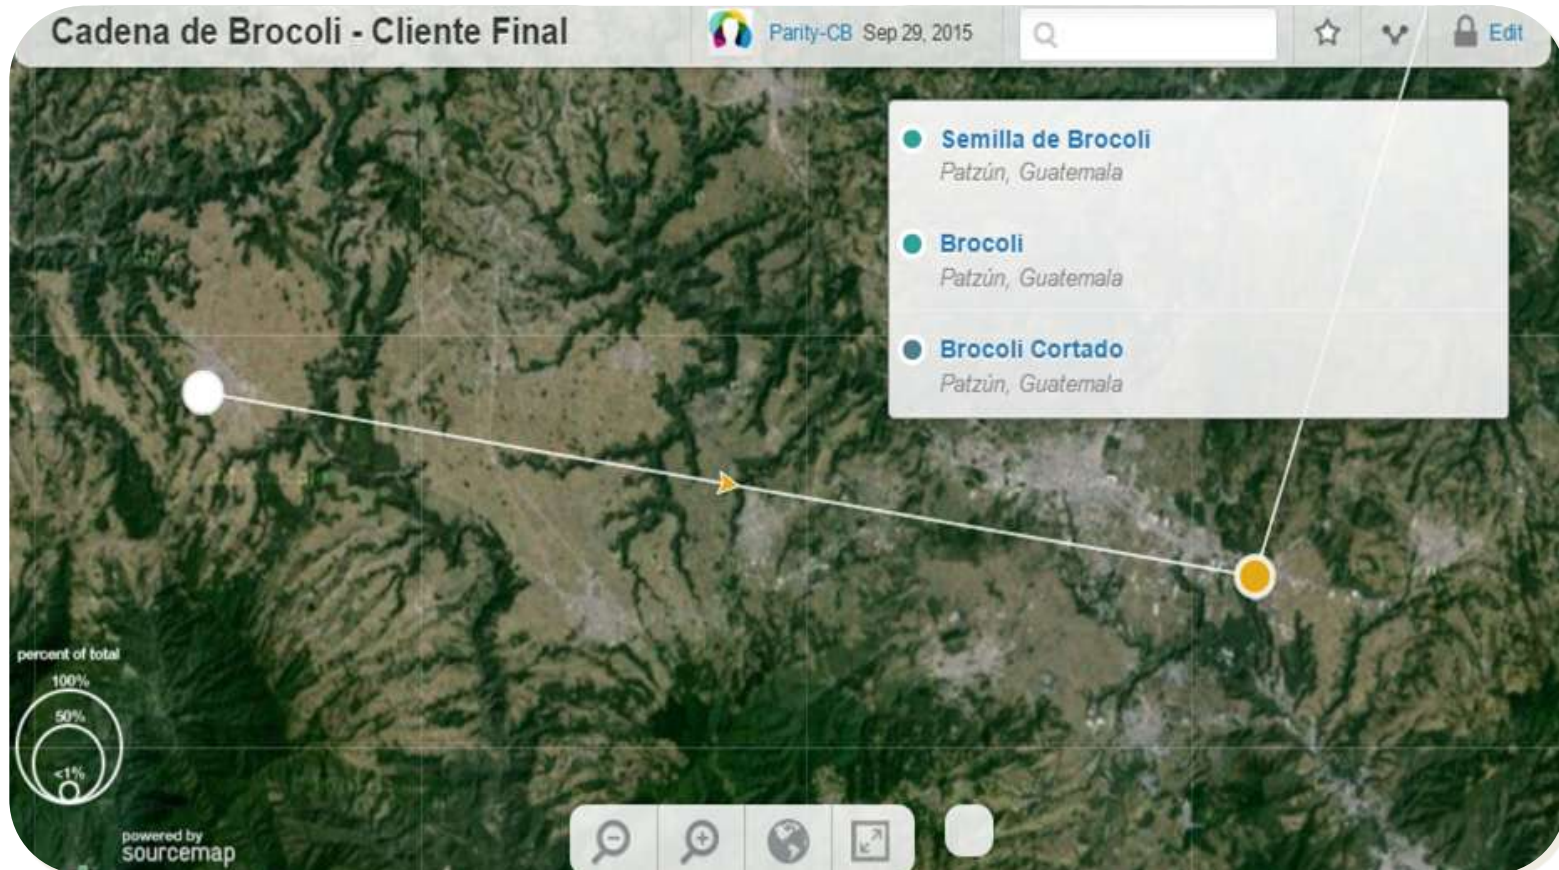 Cadena de Brocoli - Cliente Final
Parity-CB Sep 29, 2015
Edit
Semilla de Brocoli
Patzún, Guatemala
Brocoli
Patzún, Guatemala
Brocoli Cortado
Patzún, Guatemala
percent of total
100%
50%
<1%
powered by
sourcemap